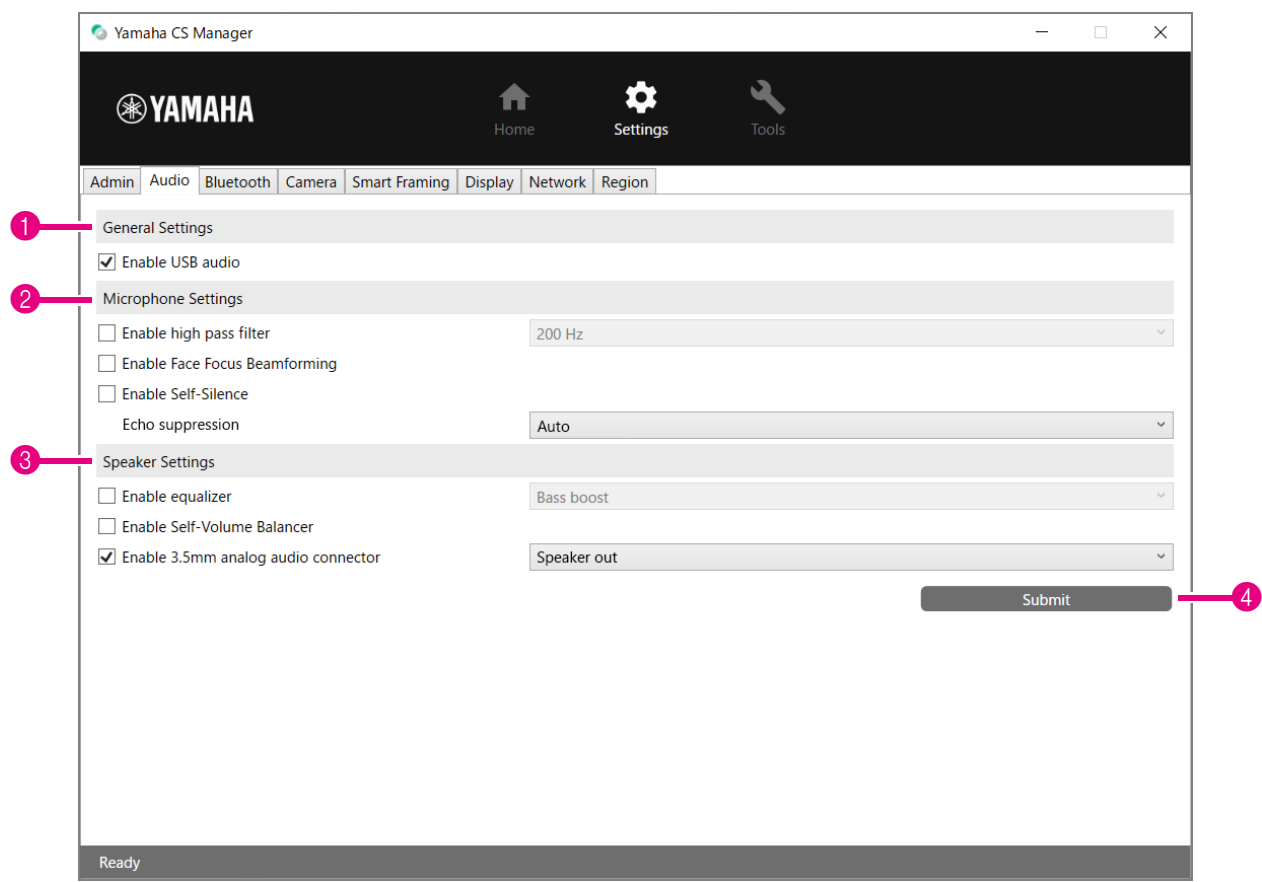 Yamaha CS Manager
YAMAHA
Home Settings Tools
Admin Audio Bluetooth Camera Smart Framing Display Network Region
1 General Settings
Enable USB audio
2 Microphone Settings
Enable high pass filter 200 Hz
Enable Face Focus Beamforming
Enable Self-Silence
Echo suppression Auto
3 Speaker Settings
Enable equalizer Bass boost
Enable Self-Volume Balancer
Enable 3.5mm analog audio connector Speaker out
Submit 4
Ready